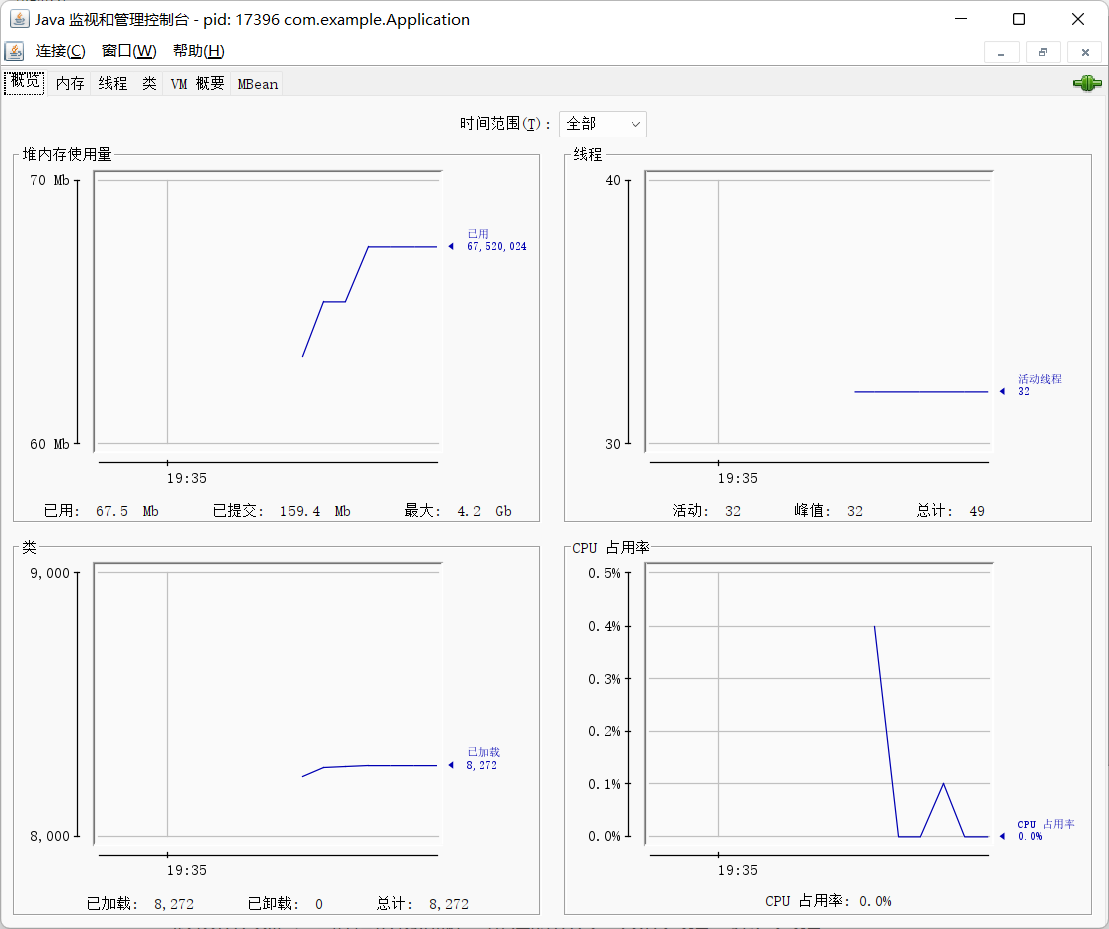 Java 监视和管理控制台 - pid: 17396 com.example.Application
连接(C) 窗口(W) 帮助(H)
概览 内存 线程 类 VM 概要 MBean
时间范围(T): 全部
堆内存使用量
70 Mb
已用
67,520,024
60 Mb
19:35
已用: 67.5 Mb 已提交: 159.4 Mb 最大: 4.2 Gb
线程
40
活动线程
32
30
19:35
活动: 32 峰值: 32 总计: 49
类
9,000
已加载
8,272
8,000
19:35
已加载: 8,272 已卸载: 0 总计: 8,272
CPU 占用率
0.5%
0.4%
0.3%
0.2%
0.1%
0.0%
CPU 占用率
0.0%
19:35
CPU 占用率: 0.0%